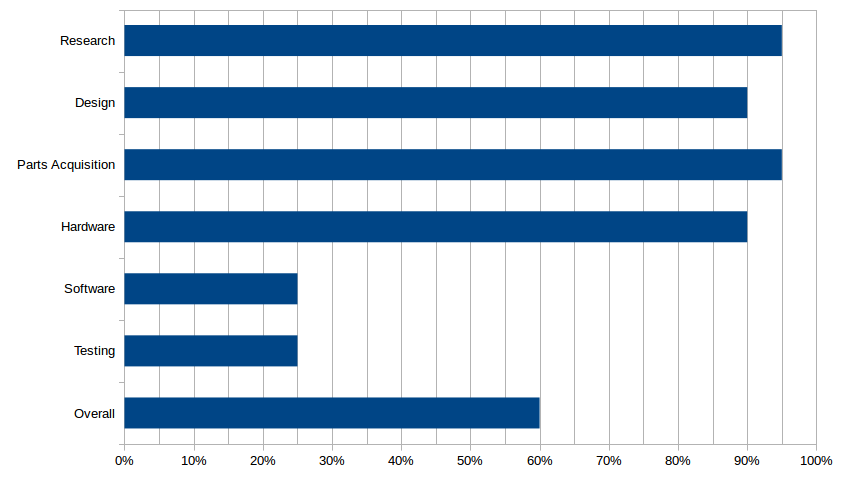 Research
Design
Parts Acquisition
Hardware
Software
Testing
Overall
0% 10% 20% 30% 40% 50% 60% 70% 80% 90% 100%